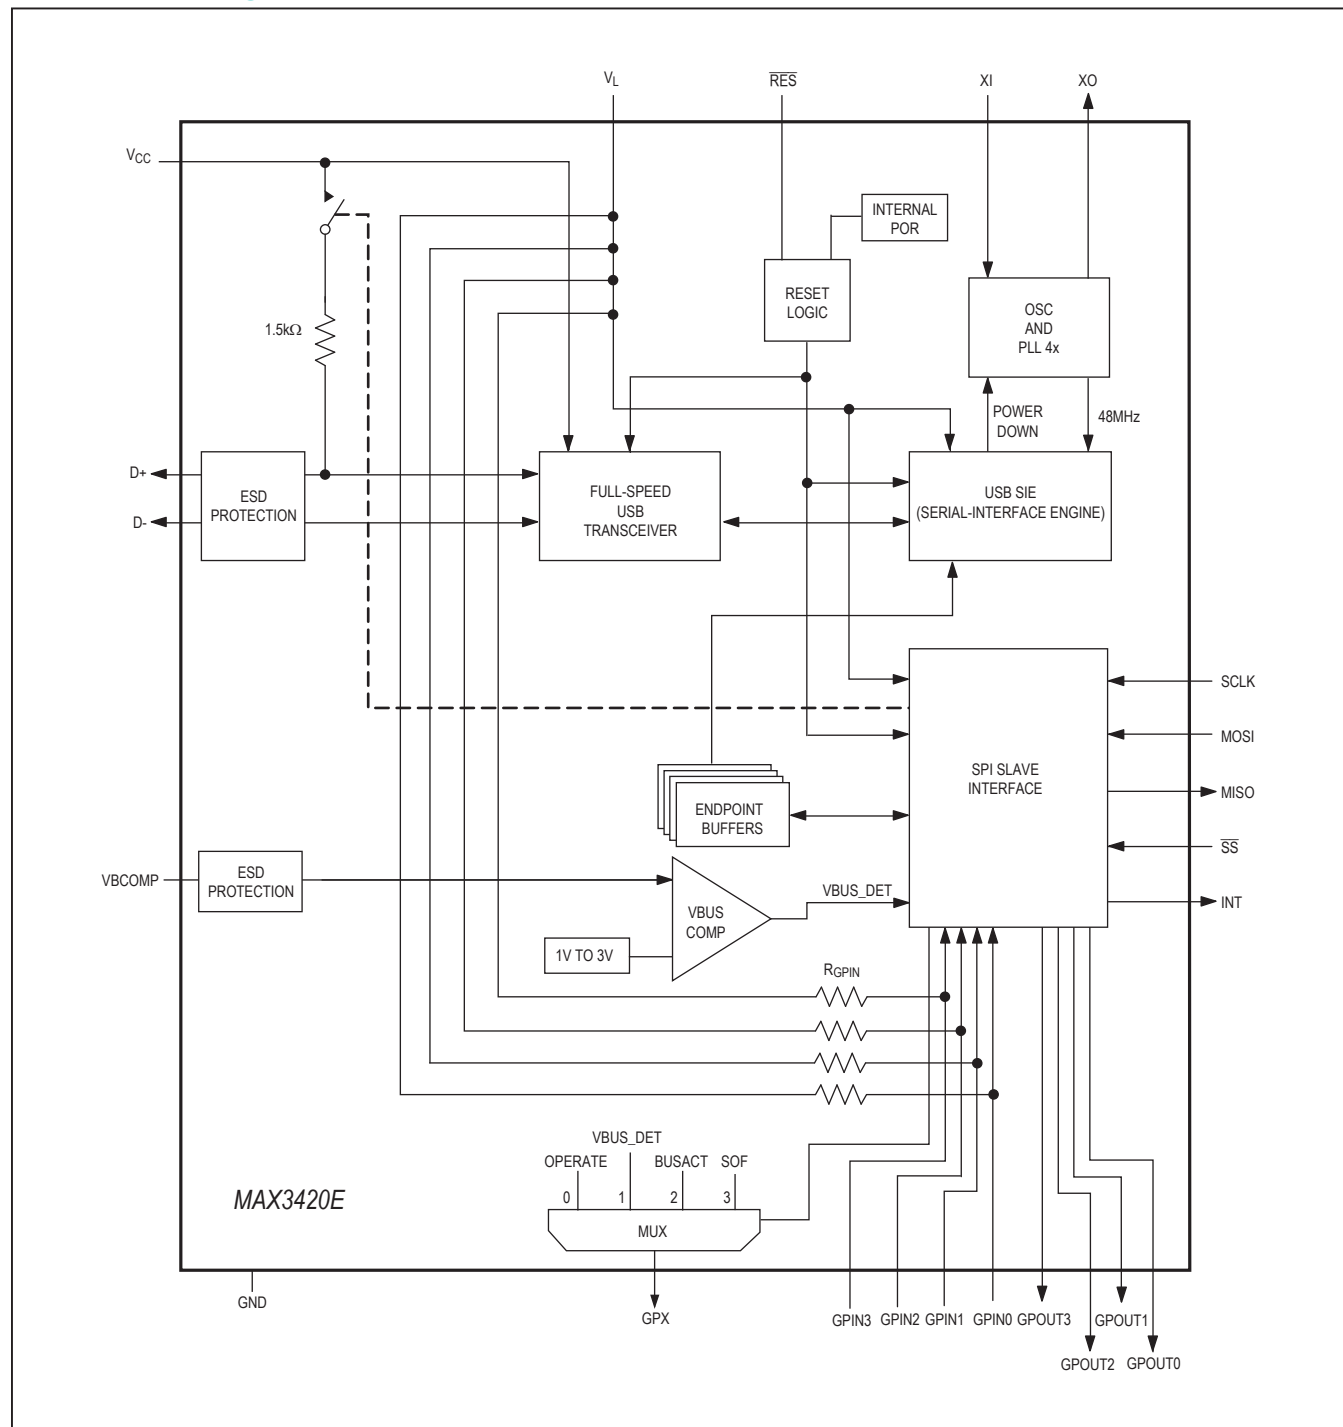 VL
RES
XI
XO
VCC
INTERNAL
POR
RESET
LOGIC
OSC
AND
PLL 4x
1.5kΩ
POWER
DOWN
48MHz
D+
D-
ESD
PROTECTION
FULL-SPEED
USB
TRANSCEIVER
USB SIE
(SERIAL-INTERFACE ENGINE)
SCLK
MOSI
MISO
SS
INT
SPI SLAVE
INTERFACE
ENDPOINT
BUFFERS
VBCOMP
ESD
PROTECTION
VBUS
COMP
VBUS_DET
1V TO 3V
RGPIN
VBUS_DET
OPERATE
BUSACT
SOF
0
1
2
3
MUX
MAX3420E
GND
GPX
GPIN3
GPIN2
GPIN1
GPIN0
GPOUT3
GPOUT1
GPOUT2
GPOUT0